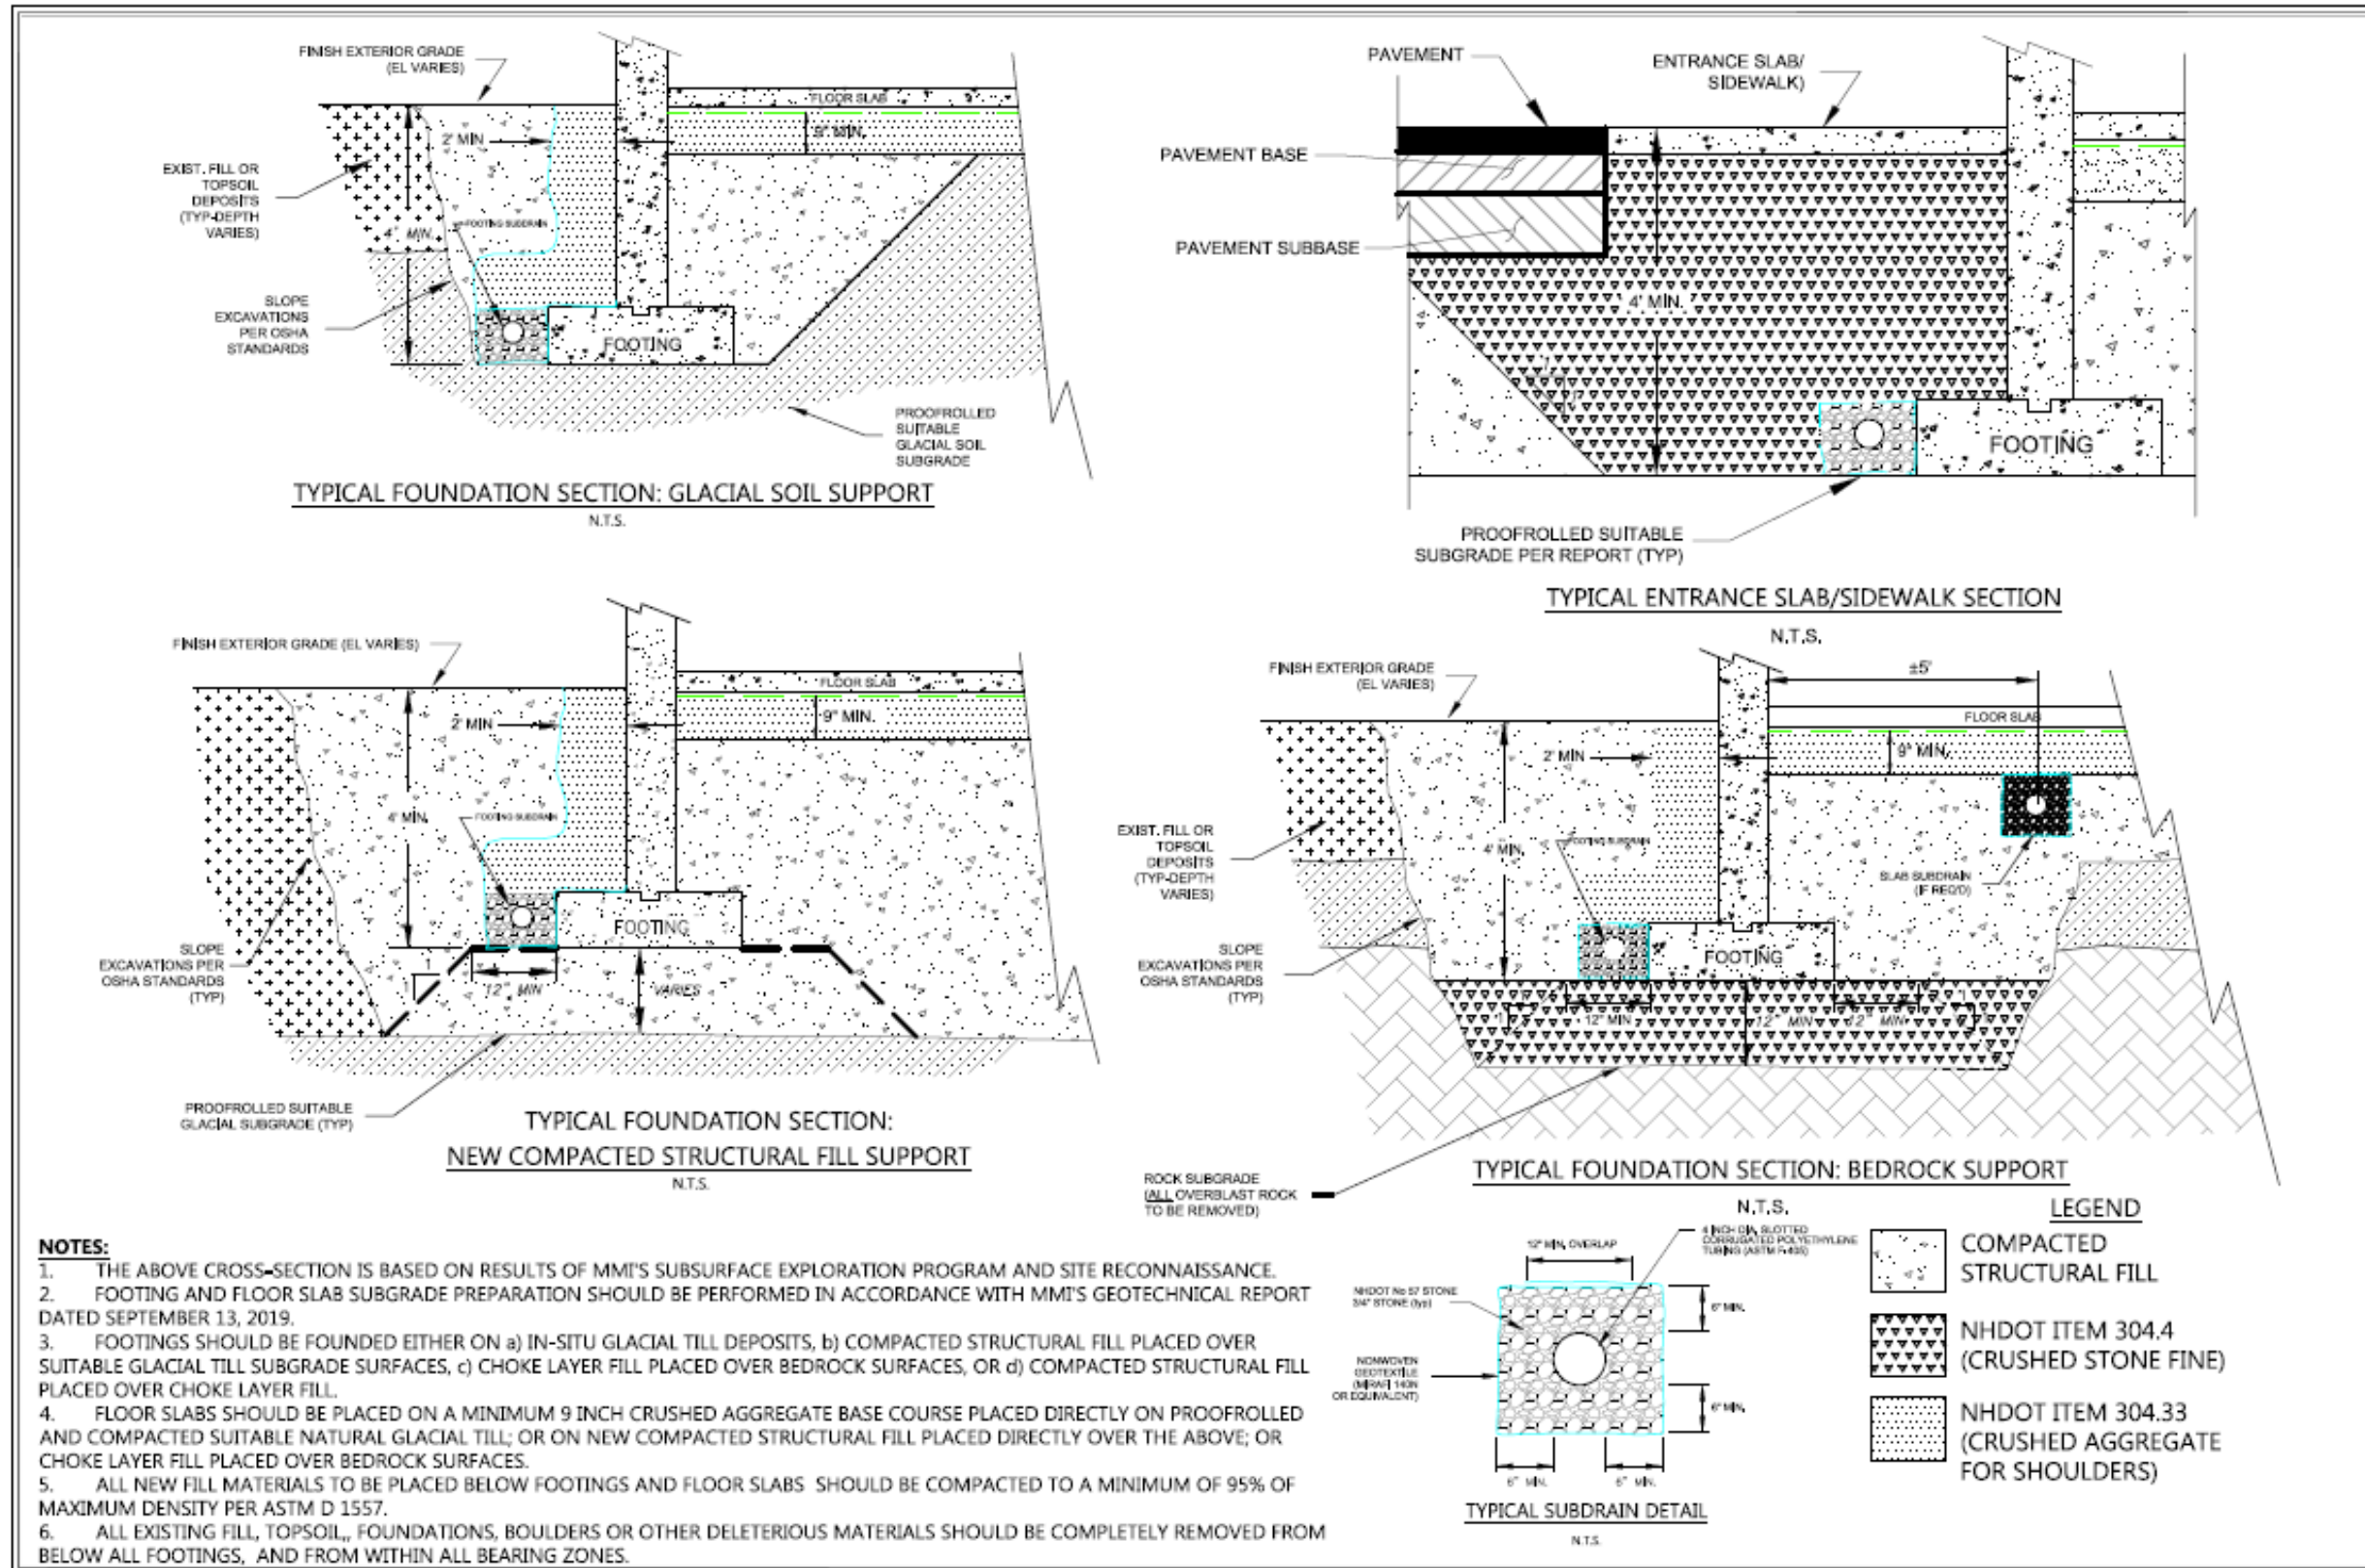 FINISH EXTERIOR GRADE
(EL VARIES)
FLOOR SLAB
2' MIN
9" MIN.
EXIST. FILL OR
TOPSOIL
DEPOSITS
(TYP-DEPTH
VARIES)
FOOTING SUBDRAIN
4' MIN.
SLOPE
EXCAVATIONS
PER OSHA
STANDARDS
FOOTING
PROOFROLLED
SUITABLE
GLACIAL SOIL
SUBGRADE
TYPICAL FOUNDATION SECTION: GLACIAL SOIL SUPPORT
N.T.S.
PAVEMENT
ENTRANCE SLAB/
SIDEWALK)
PAVEMENT BASE
PAVEMENT SUBBASE
4' MIN.
FOOTING
PROOFROLLED SUITABLE
SUBGRADE PER REPORT (TYP)
TYPICAL ENTRANCE SLAB/SIDEWALK SECTION
N.T.S.
FINISH EXTERIOR GRADE (EL VARIES)
FLOOR SLAB
2' MIN
9" MIN.
4' MIN.
FOOTING SUBDRAIN
FOOTING
SLOPE
EXCAVATIONS PER
OSHA STANDARDS
(TYP)
1
1
12" MIN
VARIES
PROOFROLLED SUITABLE
GLACIAL SUBGRADE (TYP)
TYPICAL FOUNDATION SECTION:
NEW COMPACTED STRUCTURAL FILL SUPPORT
N.T.S.
FINISH EXTERIOR GRADE
(EL VARIES)
±5'
FLOOR SLAB
2' MIN
9" MIN.
EXIST. FILL OR
TOPSOIL
DEPOSITS
(TYP-DEPTH
VARIES)
4' MIN.
FOOTING SUBDRAIN
SLAB SUBDRAIN
(IF REQ'D)
SLOPE
EXCAVATIONS PER
OSHA STANDARDS
(TYP)
FOOTING
12" MIN
12" MIN
12" MIN
ROCK SUBGRADE
(ALL OVERBLAST ROCK
TO BE REMOVED)
TYPICAL FOUNDATION SECTION: BEDROCK SUPPORT
N.T.S.
NOTES:
1. THE ABOVE CROSS-SECTION IS BASED ON RESULTS OF MMI'S SUBSURFACE EXPLORATION PROGRAM AND SITE RECONNAISSANCE.
2. FOOTING AND FLOOR SLAB SUBGRADE PREPARATION SHOULD BE PERFORMED IN ACCORDANCE WITH MMI'S GEOTECHNICAL REPORT
DATED SEPTEMBER 13, 2019.
3. FOOTINGS SHOULD BE FOUNDED EITHER ON a) IN-SITU GLACIAL TILL DEPOSITS, b) COMPACTED STRUCTURAL FILL PLACED OVER
SUITABLE GLACIAL TILL SUBGRADE SURFACES, c) CHOKE LAYER FILL PLACED OVER BEDROCK SURFACES, OR d) COMPACTED STRUCTURAL FILL
PLACED OVER CHOKE LAYER FILL.
4. FLOOR SLABS SHOULD BE PLACED ON A MINIMUM 9 INCH CRUSHED AGGREGATE BASE COURSE PLACED DIRECTLY ON PROOFROLLED
AND COMPACTED SUITABLE NATURAL GLACIAL TILL; OR ON NEW COMPACTED STRUCTURAL FILL PLACED DIRECTLY OVER THE ABOVE; OR
CHOKE LAYER FILL PLACED OVER BEDROCK SURFACES.
5. ALL NEW FILL MATERIALS TO BE PLACED BELOW FOOTINGS AND FLOOR SLABS SHOULD BE COMPACTED TO A MINIMUM OF 95% OF
MAXIMUM DENSITY PER ASTM D 1557.
6. ALL EXISTING FILL, TOPSOIL,, FOUNDATIONS, BOULDERS OR OTHER DELETERIOUS MATERIALS SHOULD BE COMPLETELY REMOVED FROM
BELOW ALL FOOTINGS, AND FROM WITHIN ALL BEARING ZONES.
12" MIN. OVERLAP
4 INCH DIA. SLOTTED
CORRUGATED POLYETHYLENE
TUBING (ASTM F-405)
NHDOT No 57 STONE
3/4" STONE (typ)
6" MIN.
NONWOVEN
GEOTEXTILE
(MIRAFI 140N
OR EQUIVALENT)
6" MIN.
6" MIN.
6" MIN.
TYPICAL SUBDRAIN DETAIL
N.T.S.
LEGEND
COMPACTED
STRUCTURAL FILL
NHDOT ITEM 304.4
(CRUSHED STONE FINE)
NHDOT ITEM 304.33
(CRUSHED AGGREGATE
FOR SHOULDERS)